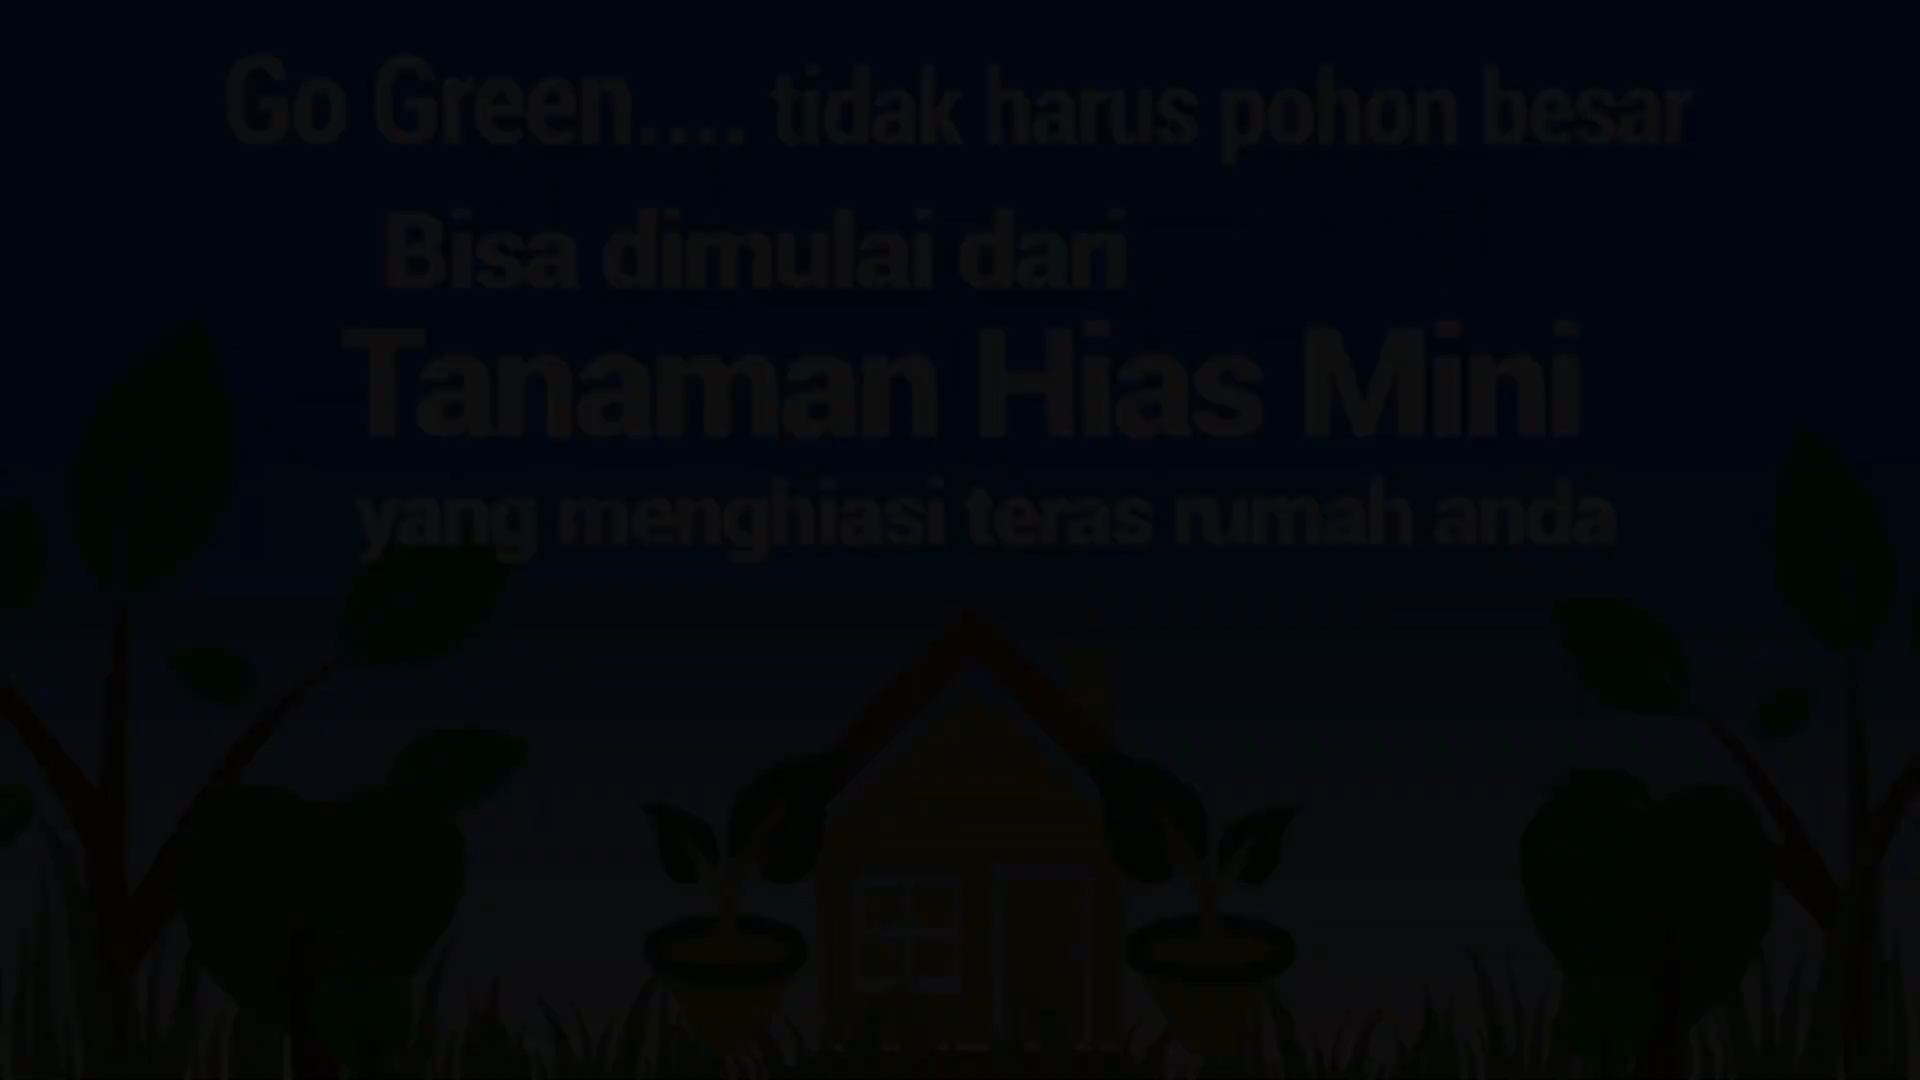 Go Green.... tidak harus pohon besar
Bisa dimulai dari
Tanaman Hias Mini
yang menghiasi teras rumah anda